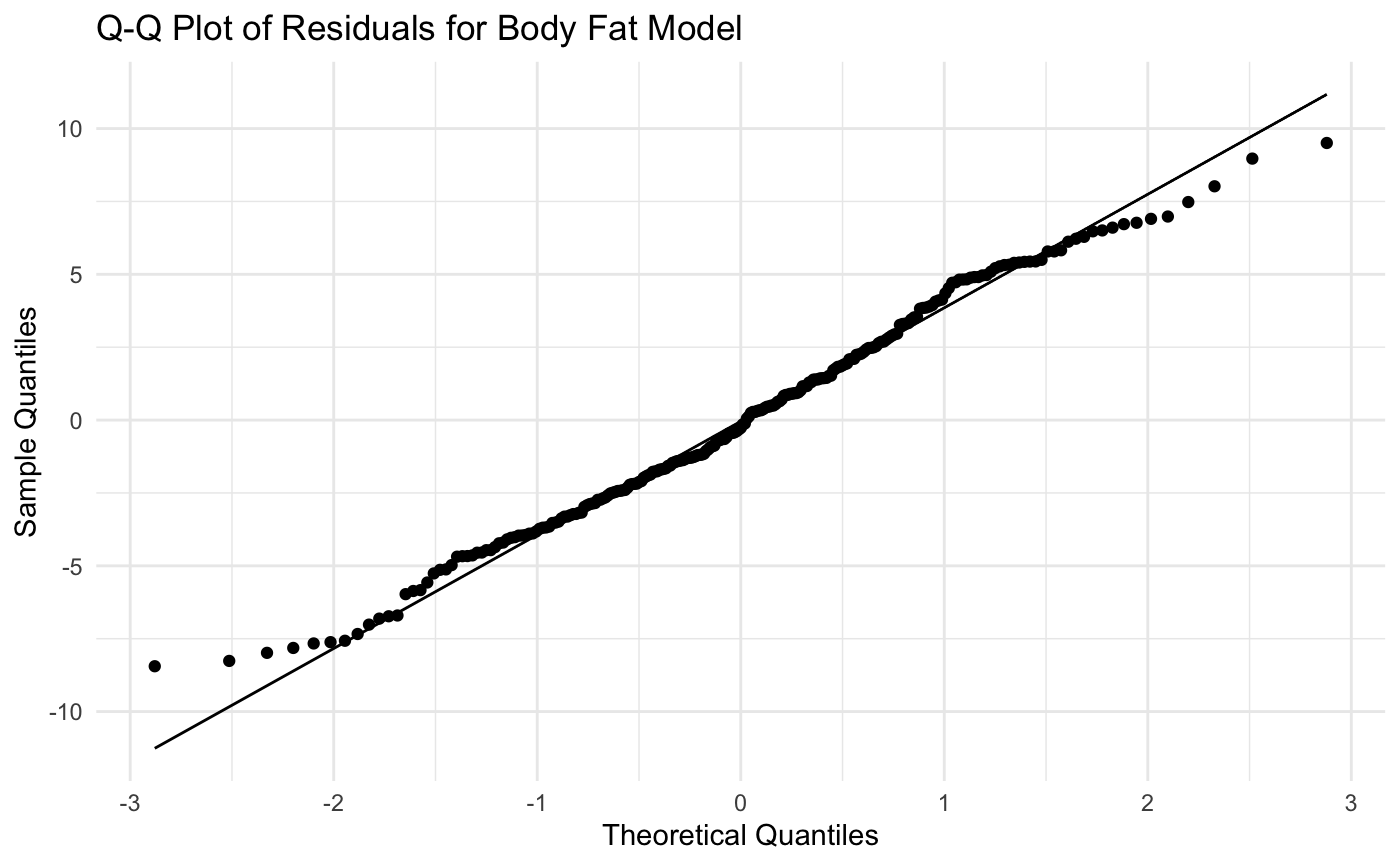 Q-Q Plot of Residuals for Body Fat Model
10
5
0
-5
-10
Sample Quantiles
-3 -2 -1 0 1 2 3
Theoretical Quantiles